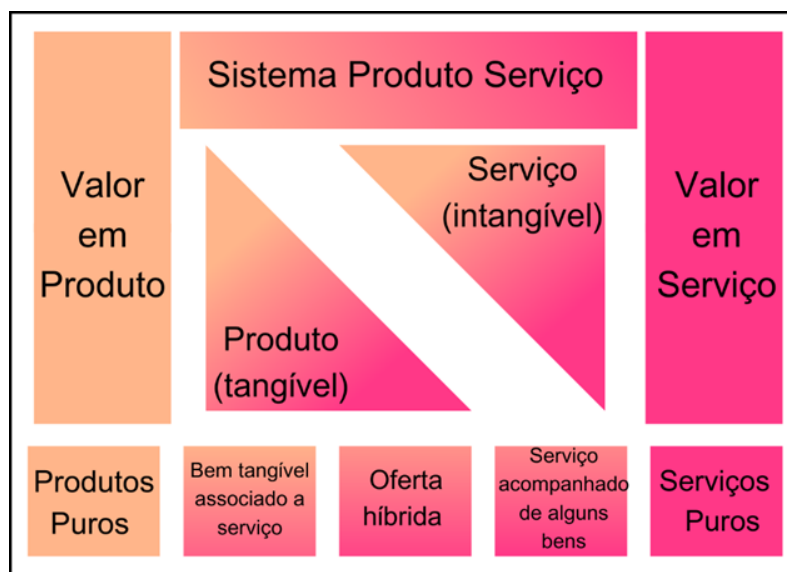 Sistema Produto Serviço
Valor
em
Produto
Serviço
(intangível)
Produto
(tangível)
Valor
em
Serviço
Produtos
Puros
Bem tangível
associado a
serviço
Oferta
híbrida
Serviço
acompanhado
de alguns
bens
Serviços
Puros